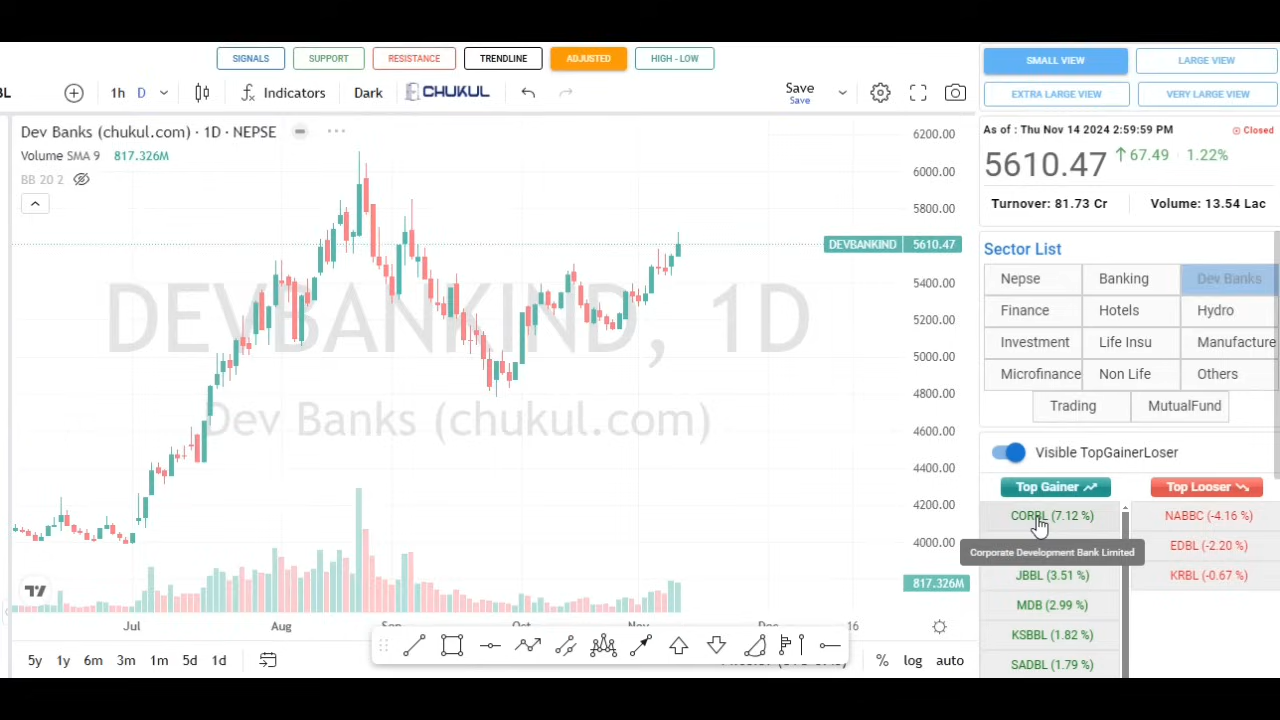 SIGNALS
SUPPORT
RESISTANCE
TRENDLINE
ADJUSTED
HIGH - LOW
BL
1h D
Indicators
Dark
CHUKUL
Save
Save
Dev Banks (chukul.com) · 1D · NEPSE
Volume SMA 9 817.326M
BB 20 2
DEVBANKIND, 1D
Dev Banks (chukul.com)
6200.00
6000.00
5800.00
DEVBANKIND 5610.47
5400.00
5200.00
5000.00
4800.00
4600.00
4400.00
4200.00
4000.00
817.326M
Jul Aug Sep Oct Nov Dec 16
5y 1y 6m 3m 1m 5d 1d
% log auto
SMALL VIEW
LARGE VIEW
EXTRA LARGE VIEW
VERY LARGE VIEW
As of : Thu Nov 14 2024 2:59:59 PM
Closed
5610.47 67.49 1.22%
Turnover: 81.73 Cr
Volume: 13.54 Lac
Sector List
Nepse Banking Dev Banks
Finance Hotels Hydro
Investment Life Insu Manufacture
Microfinance Non Life Others
Trading MutualFund
Visible TopGainerLoser
Top Gainer
Top Looser
CORBL (7.12 %)
NABBC (-4.16 %)
Corporate Development Bank Limited
EDBL (-2.20 %)
JBBL (3.51 %)
KRBL (-0.67 %)
MDB (2.99 %)
KSBBL (1.82 %)
SADBL (1.79 %)